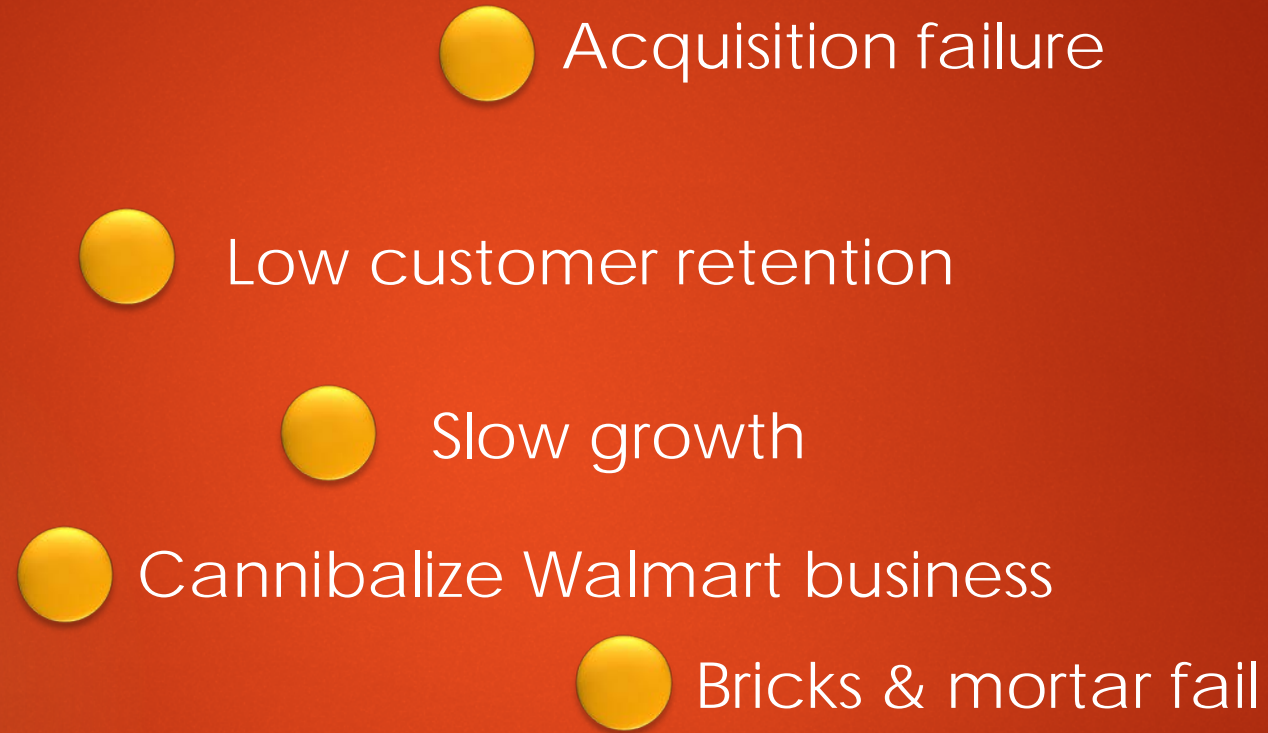 Acquisition failure
Low customer retention
Slow growth
Cannibalize Walmart business
Bricks & mortar fail